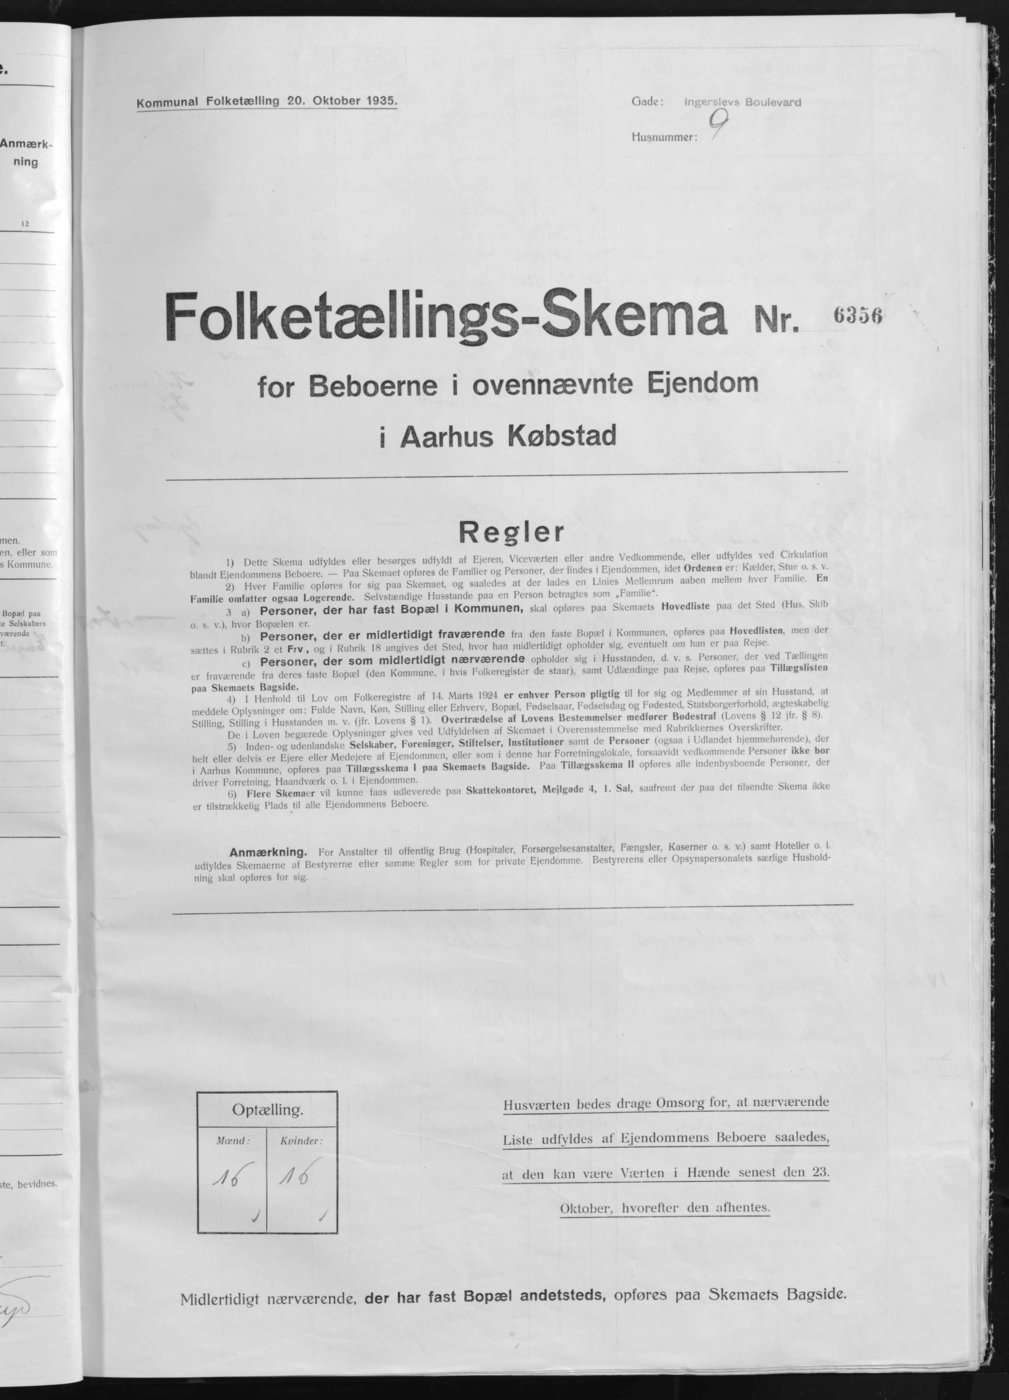 e.
Anmærk-
ning
12
men.
en, eller som
s Kommune.
Bopæl paa
te Selskabers
værende
t.
ste, bevidnes.
Kommunal Folketælling 20. Oktober 1935.
Gade: Ingerslevs Boulevard
Husnummer: 9
Folketællings-Skema Nr. 6356
for Beboerne i ovennævnte Ejendom
i Aarhus Købstad
Regler
1) Dette Skema udfyldes eller besørges udfyldt af Ejeren, Viceværten eller andre Vedkommende, eller udfyldes ved Cirkulation
blandt Ejendommens Beboere. — Paa Skemaet opføres de Familier og Personer, der findes i Ejendommen, idet Ordenen er: Kælder, Stue o. s. v.
2) Hver Familie opføres for sig paa Skemaet, og saaledes at der lades en Linies Mellemrum aaben mellem hver Familie. En
Familie omfatter ogsaa Logerende. Selvstændige Husstande paa en Person betragtes som „Familie“.
3 a) Personer, der har fast Bopæl i Kommunen, skal opføres paa Skemaets Hovedliste paa det Sted (Hus, Skib
o. s. v.), hvor Bopælen er.
b) Personer, der er midlertidigt fraværende fra den faste Bopæl i Kommunen, opføres paa Hovedlisten, men der
sættes i Rubrik 2 et Frv., og i Rubrik 18 angives det Sted, hvor han midlertidigt opholder sig, eventuelt om han er paa Rejse.
c) Personer, der som midlertidigt nærværende opholder sig i Husstanden, d. v. s. Personer, der ved Tællingen
er fraværende fra deres faste Bopæl (den Kommune, i hvis Folkeregister de staar), samt Udlændinge paa Rejse, opføres paa Tillægslisten
paa Skemaets Bagside.
4) I Henhold til Lov om Folkeregistre af 14. Marts 1924 er enhver Person pligtig til for sig og Medlemmer af sin Husstand, at
meddele Oplysninger om: Fulde Navn, Køn, Stilling eller Erhverv, Bopæl, Fødselsaar, Fødselsdag og Fødested, Statsborgerforhold, ægteskabelig
Stilling, Stilling i Husstanden m. v. (jfr. Lovens § 1). Overtrædelse af Lovens Bestemmelser medfører Bødestraf (Lovens § 12 jfr. § 8).
De i Loven begærede Oplysninger gives ved Udfyldelsen af Skemaet i Overensstemmelse med Rubrikkernes Overskrifter.
5) Inden- og udenlandske Selskaber, Foreninger, Stiftelser, Institutioner samt de Personer (ogsaa i Udlandet hjemmehørende), der
helt eller delvis er Ejere eller Medejere af Ejendommen, eller som i denne har Forretningslokale, forsaavidt vedkommende Personer ikke bor
i Aarhus Kommune, opføres paa Tillægsskema I paa Skemaets Bagside. Paa Tillægsskema II opføres alle indenbysboende Personer, der
driver Forretning, Haandværk o. l. i Ejendommen.
6) Flere Skemaer vil kunne faas udleverede paa Skattekontoret, Mejlgade 4, 1. Sal, saafremt der paa det tilsendte Skema ikke
er tilstrækkelig Plads til alle Ejendommens Beboere.
Anmærkning. For Anstalter til offentlig Brug (Hospitaler, Forsørgelsesanstalter, Fængsler, Kaserner o. s. v.) samt Hoteller o. l.
udfyldes Skemaerne af Bestyrerne efter samme Regler som for private Ejendomme. Bestyrerens eller Opsynspersonalets særlige Hushold-
ning skal opføres for sig.
Optælling.
Mænd: Kvinder:
16 16
Husværten bedes drage Omsorg for, at nærværende
Liste udfyldes af Ejendommens Beboere saaledes,
at den kan være Værten i Hænde senest den 23.
Oktober, hvorefter den afhentes.
Midlertidigt nærværende, der har fast Bopæl andetsteds, opføres paa Skemaets Bagside.